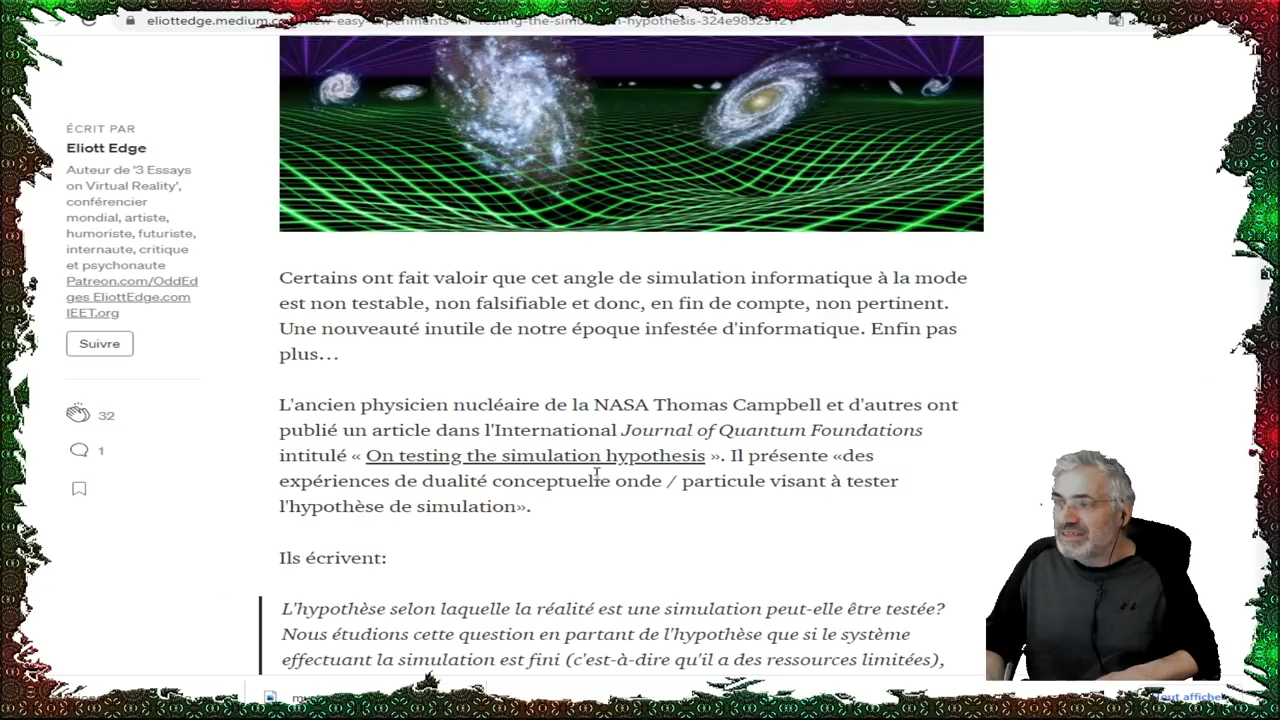 eliottedge.medium.c
ÉCRIT PAR
Eliott Edge
Auteur de '3 Essays
on Virtual Reality',
conférencier
mondial, artiste,
humoriste, futuriste,
internaute, critique
et psychonaute
Patreon.com/OddEd
ges EliottEdge.com
IEET.org
Suivre
32
1
Certains ont fait valoir que cet angle de simulation informatique à la mode
est non testable, non falsifiable et donc, en fin de compte, non pertinent.
Une nouveauté inutile de notre époque infestée d'informatique. Enfin pas
plus…
L'ancien physicien nucléaire de la NASA Thomas Campbell et d'autres ont
publié un article dans l'International Journal of Quantum Foundations
intitulé « On testing the simulation hypothesis ». Il présente «des
expériences de dualité conceptuelle onde / particule visant à tester
l'hypothèse de simulation».
Ils écrivent:
L'hypothèse selon laquelle la réalité est une simulation peut-elle être testée?
Nous étudions cette question en partant de l'hypothèse que si le système
effectuant la simulation est fini (c'est-à-dire qu'il a des ressources limitées),
out affiche